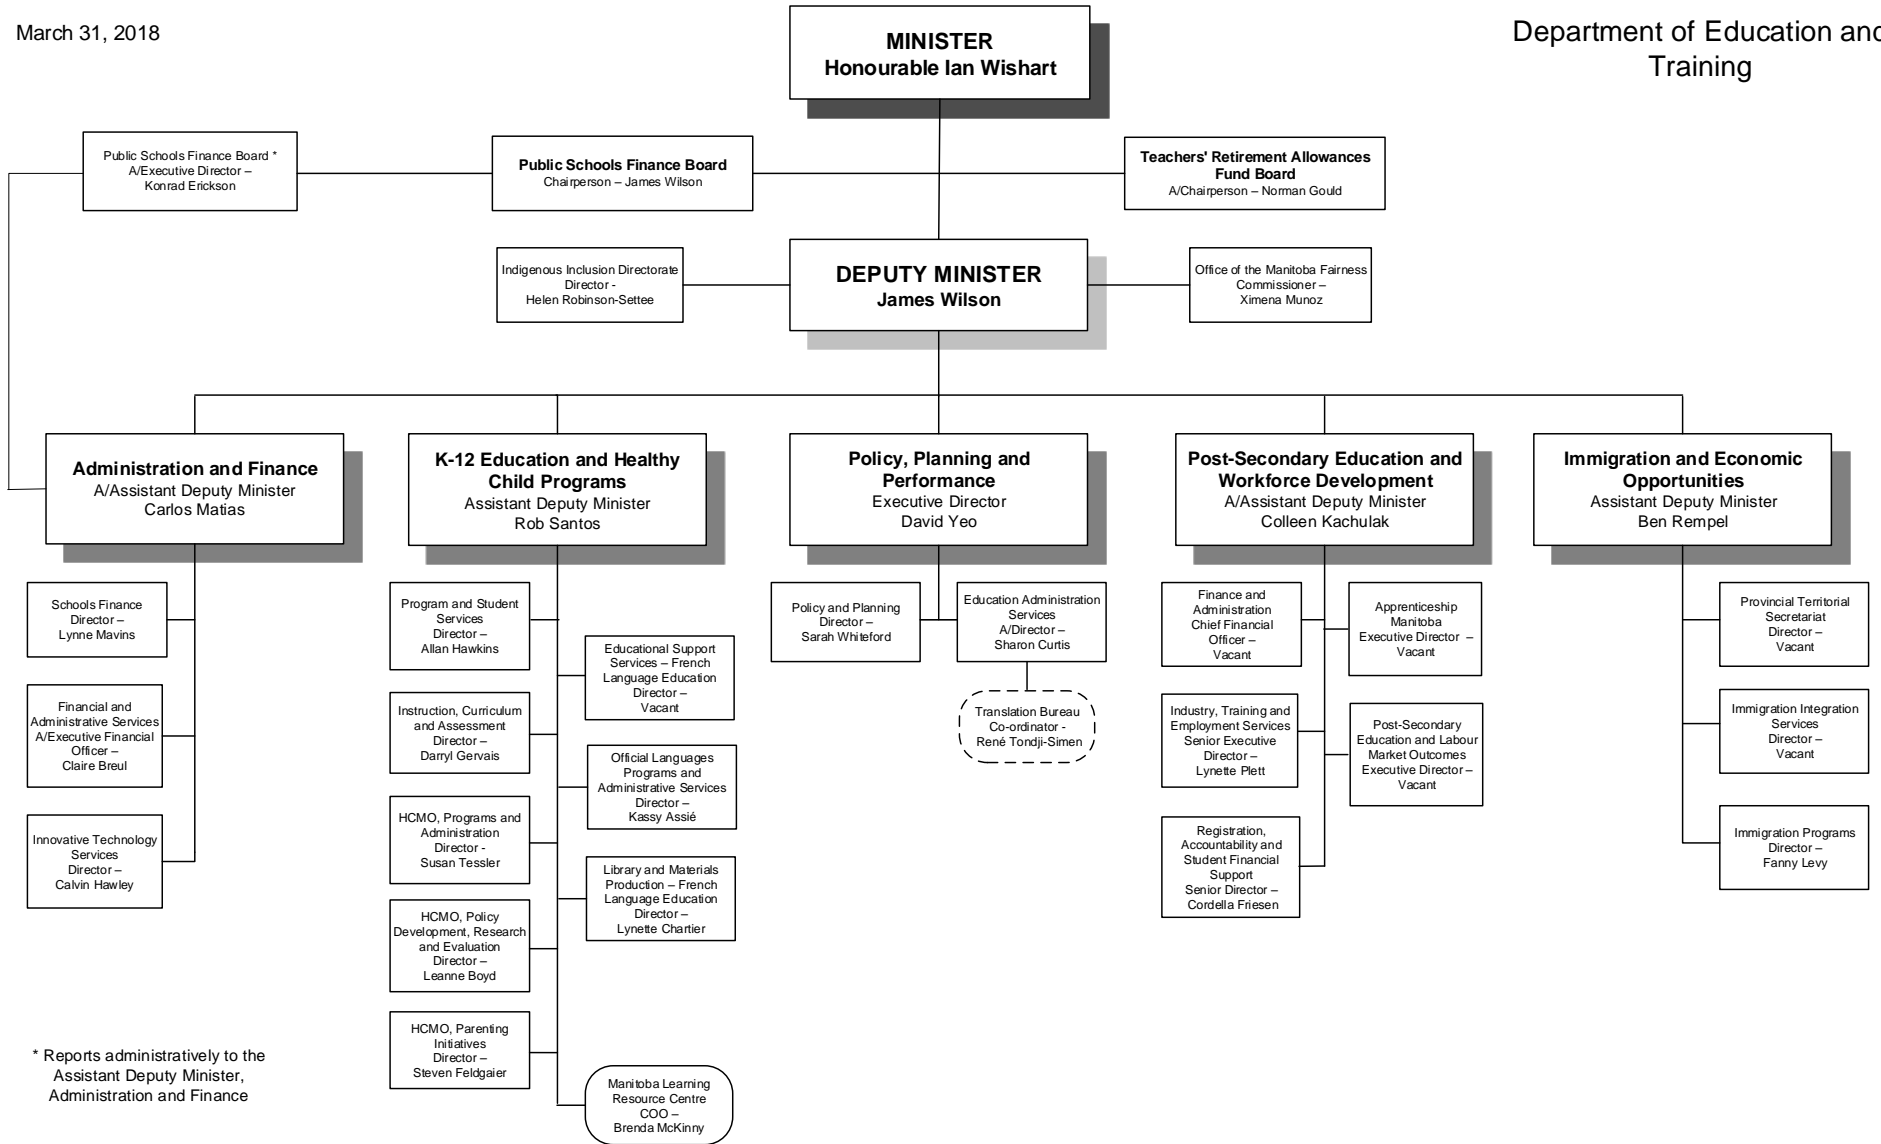 March 31, 2018
Department of Education and
Training
MINISTER
Honourable Ian Wishart
Public Schools Finance Board *
A/Executive Director –
Konrad Erickson
Public Schools Finance Board
Chairperson – James Wilson
Teachers' Retirement Allowances
Fund Board
A/Chairperson – Norman Gould
Indigenous Inclusion Directorate
Director -
Helen Robinson-Settee
DEPUTY MINISTER
James Wilson
Office of the Manitoba Fairness
Commissioner –
Ximena Munoz
Administration and Finance
A/Assistant Deputy Minister
Carlos Matias
K-12 Education and Healthy
Child Programs
Assistant Deputy Minister
Rob Santos
Policy, Planning and
Performance
Executive Director
David Yeo
Post-Secondary Education and
Workforce Development
A/Assistant Deputy Minister
Colleen Kachulak
Immigration and Economic
Opportunities
Assistant Deputy Minister
Ben Rempel
Schools Finance
Director –
Lynne Mavins
Financial and
Administrative Services
A/Executive Financial
Officer –
Claire Breul
Innovative Technology
Services
Director –
Calvin Hawley
Program and Student
Services
Director –
Allan Hawkins
Educational Support
Services – French
Language Education
Director –
Vacant
Instruction, Curriculum
and Assessment
Director –
Darryl Gervais
Official Languages
Programs and
Administrative Services
Director –
Kassy Assié
HCMO, Programs and
Administration
Director -
Susan Tessler
Library and Materials
Production – French
Language Education
Director –
Lynette Chartier
HCMO, Policy
Development, Research
and Evaluation
Director –
Leanne Boyd
HCMO, Parenting
Initiatives
Director –
Steven Feldgaier
Manitoba Learning
Resource Centre
COO –
Brenda McKinny
Policy and Planning
Director –
Sarah Whiteford
Education Administration
Services
A/Director –
Sharon Curtis
Translation Bureau
Co-ordinator -
René Tondji-Simen
Finance and
Administration
Chief Financial
Officer –
Vacant
Apprenticeship
Manitoba
Executive Director –
Vacant
Industry, Training and
Employment Services
Senior Executive
Director –
Lynette Plett
Post-Secondary
Education and Labour
Market Outcomes
Executive Director –
Vacant
Registration,
Accountability and
Student Financial
Support
Senior Director –
Cordella Friesen
Provincial Territorial
Secretariat
Director –
Vacant
Immigration Integration
Services
Director –
Vacant
Immigration Programs
Director –
Fanny Levy
* Reports administratively to the
Assistant Deputy Minister,
Administration and Finance